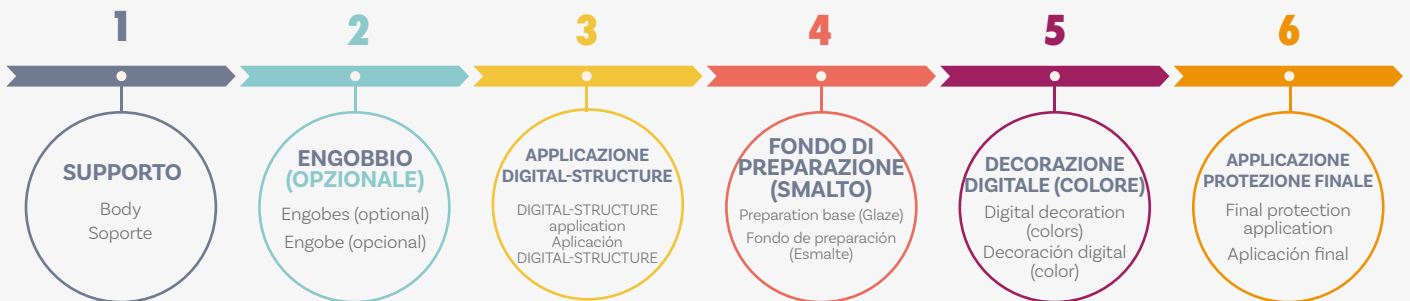 1
SUPPORTO
Body
Soporte
2
ENGOBBIO
(OPZIONALE)
Engobes (optional)
Engobe (opcional)
3
APPLICAZIONE
DIGITAL-STRUCTURE
DIGITAL-STRUCTURE
application
Aplicación
DIGITAL-STRUCTURE
4
FONDO DI
PREPARAZIONE
(SMALTO)
Preparation base (Glaze)
Fondo de preparación
(Esmalte)
5
DECORAZIONE
DIGITALE (COLORE)
Digital decoration
(colors)
Decoración digital
(color)
6
APPLICAZIONE
PROTEZIONE FINALE
Final protection
application
Aplicación final